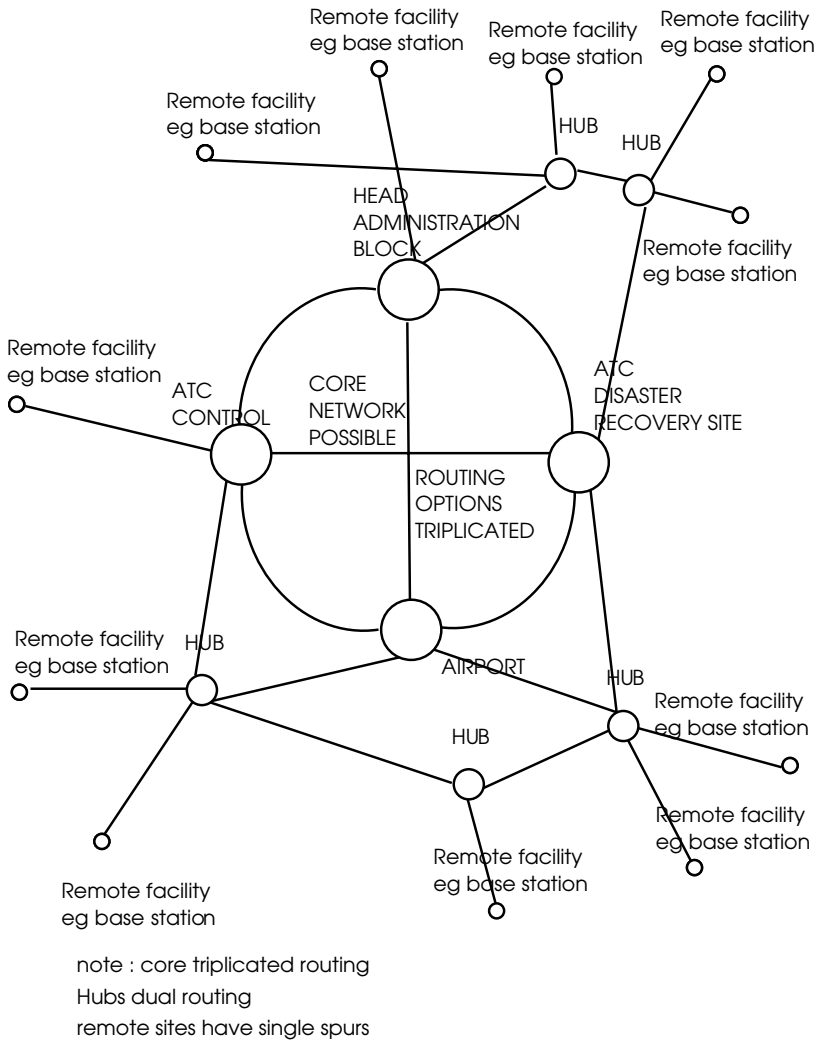 Remote facility
eg base station
Remote facility
eg base station
Remote facility
eg base station
Remote facility
eg base station
HUB
HUB
HEAD
ADMINISTRATION
BLOCK
Remote facility
eg base station
Remote facility
eg base station
ATC
CONTROL
CORE
NETWORK
POSSIBLE
ATC
DISASTER
RECOVERY SITE
ROUTING
OPTIONS
TRIPLICATED
Remote facility
eg base station
HUB
AIRPORT
HUB
Remote facility
eg base station
HUB
Remote facility
eg base station
Remote facility
eg base station
Remote facility
eg base station
note : core triplicated routing
Hubs dual routing
remote sites have single spurs